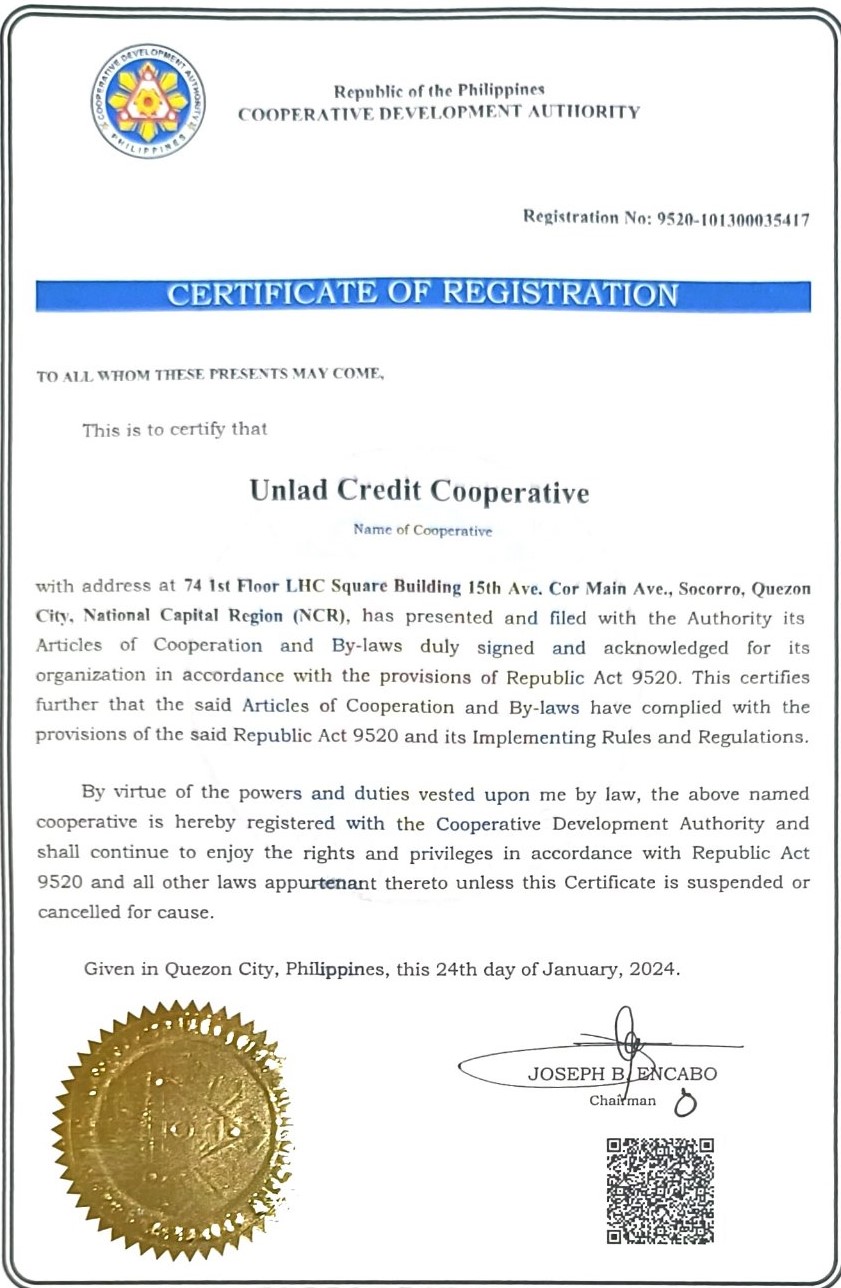 COOPERATIVE DEVELOPMENT AUTHORITY
PHILIPPINES
Republic of the Philippines
COOPERATIVE DEVELOPMENT AUTHORITY
Registration No: 9520-101300035417
CERTIFICATE OF REGISTRATION
TO ALL WHOM THESE PRESENTS MAY COME,
This is to certify that
Unlad Credit Cooperative
Name of Cooperative
with address at 74 1st Floor LHC Square Building 15th Ave. Cor Main Ave., Socorro, Quezon
City, National Capital Region (NCR), has presented and filed with the Authority its
Articles of Cooperation and By-laws duly signed and acknowledged for its
organization in accordance with the provisions of Republic Act 9520. This certifies
further that the said Articles of Cooperation and By-laws have complied with the
provisions of the said Republic Act 9520 and its Implementing Rules and Regulations.
By virtue of the powers and duties vested upon me by law, the above named
cooperative is hereby registered with the Cooperative Development Authority and
shall continue to enjoy the rights and privileges in accordance with Republic Act
9520 and all other laws appurtenant thereto unless this Certificate is suspended or
cancelled for cause.
Given in Quezon City, Philippines, this 24th day of January, 2024.
JOSEPH B. ENCABO
Chairman